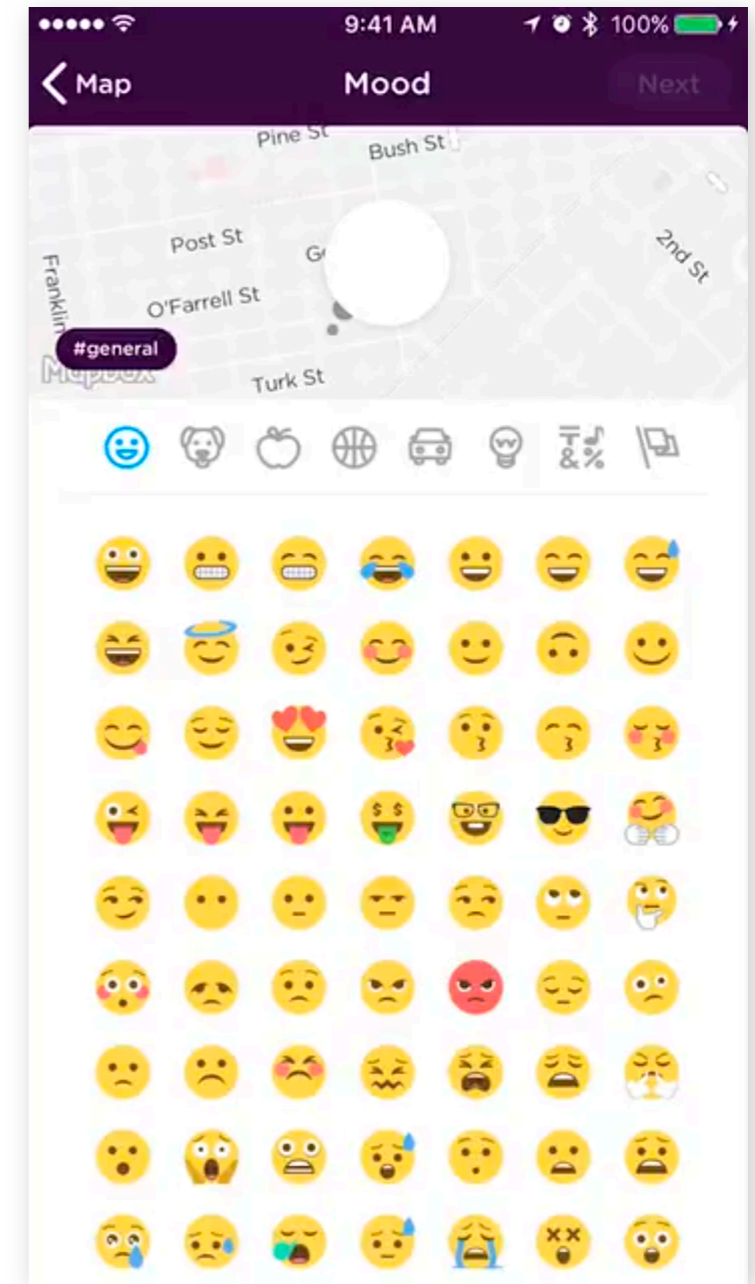 9:41 AM 100%
Map Mood Next
Pine St
Bush St
Post St
2nd St
Franklin
O'Farrell St
#general
Mapbox
Turk St